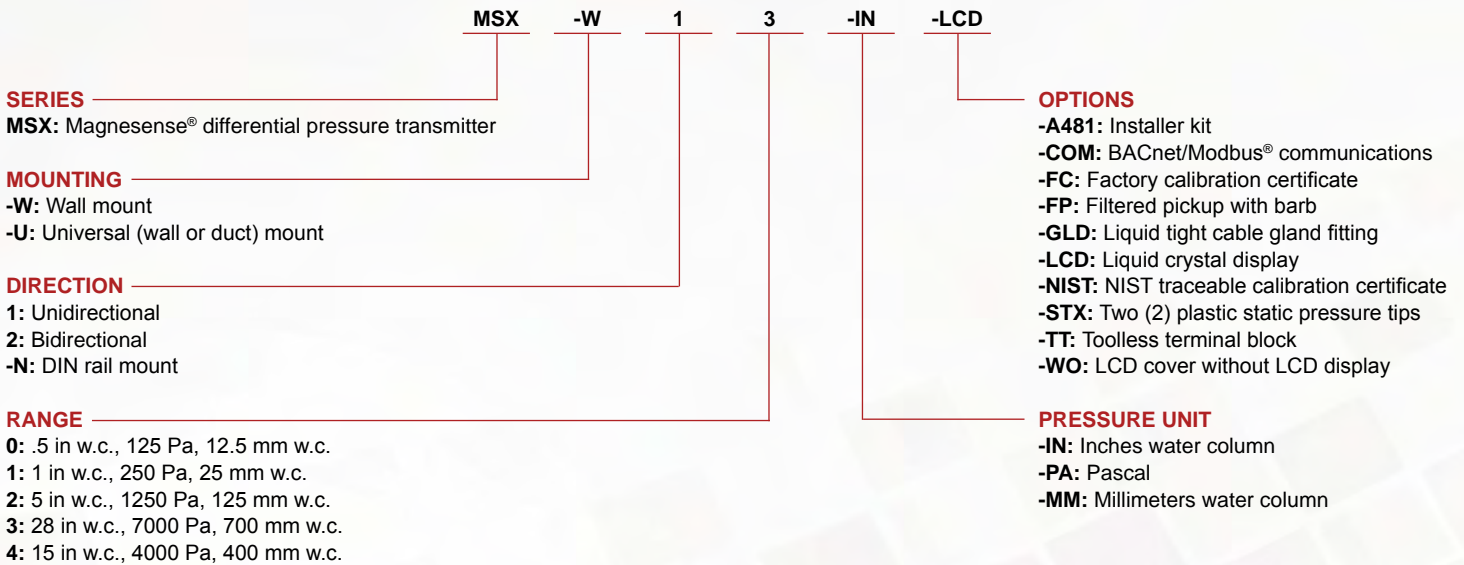 MSX -W 1 3 -IN -LCD
SERIES
MSX: Magnesense® differential pressure transmitter
MOUNTING
-W: Wall mount
-U: Universal (wall or duct) mount
DIRECTION
1: Unidirectional
2: Bidirectional
-N: DIN rail mount
RANGE
0: .5 in w.c., 125 Pa, 12.5 mm w.c.
1: 1 in w.c., 250 Pa, 25 mm w.c.
2: 5 in w.c., 1250 Pa, 125 mm w.c.
3: 28 in w.c., 7000 Pa, 700 mm w.c.
4: 15 in w.c., 4000 Pa, 400 mm w.c.
OPTIONS
-A481: Installer kit
-COM: BACnet/Modbus® communications
-FC: Factory calibration certificate
-FP: Filtered pickup with barb
-GLD: Liquid tight cable gland fitting
-LCD: Liquid crystal display
-NIST: NIST traceable calibration certificate
-STX: Two (2) plastic static pressure tips
-TT: Toolless terminal block
-WO: LCD cover without LCD display
PRESSURE UNIT
-IN: Inches water column
-PA: Pascal
-MM: Millimeters water column